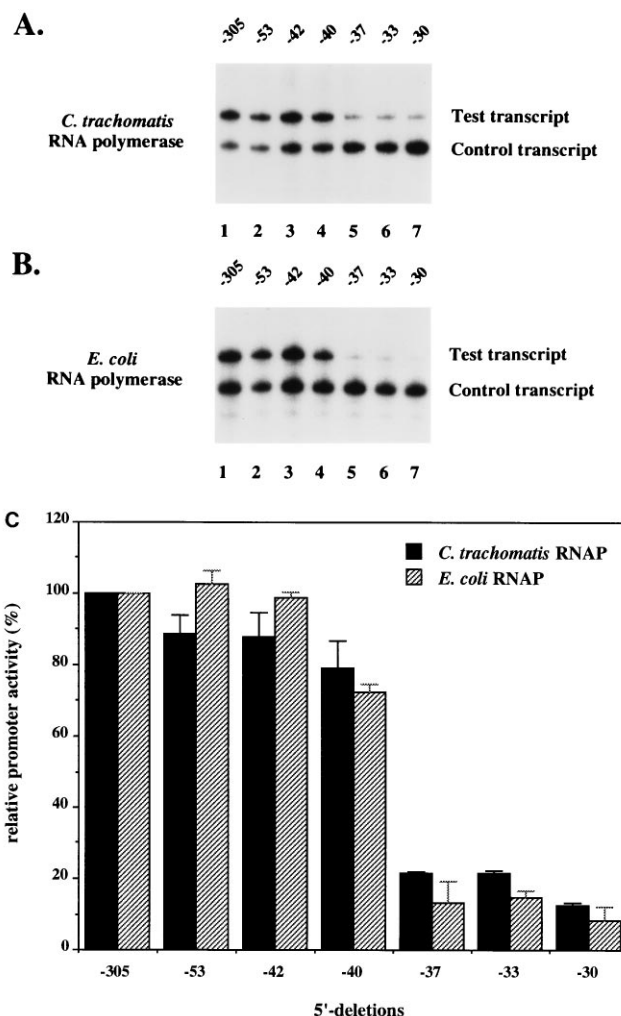 A.
-305 -53 -42 -40 -37 -33 -30
C. trachomatis
RNA polymerase
Test transcript
Control transcript
1 2 3 4 5 6 7
B.
-305 -53 -42 -40 -37 -33 -30
E. coli
RNA polymerase
Test transcript
Control transcript
1 2 3 4 5 6 7
C
relative promoter activity (%)
120
100
80
60
40
20
0
C. trachomatis RNAP
E. coli RNAP
-305 -53 -42 -40 -37 -33 -30
5'-deletions